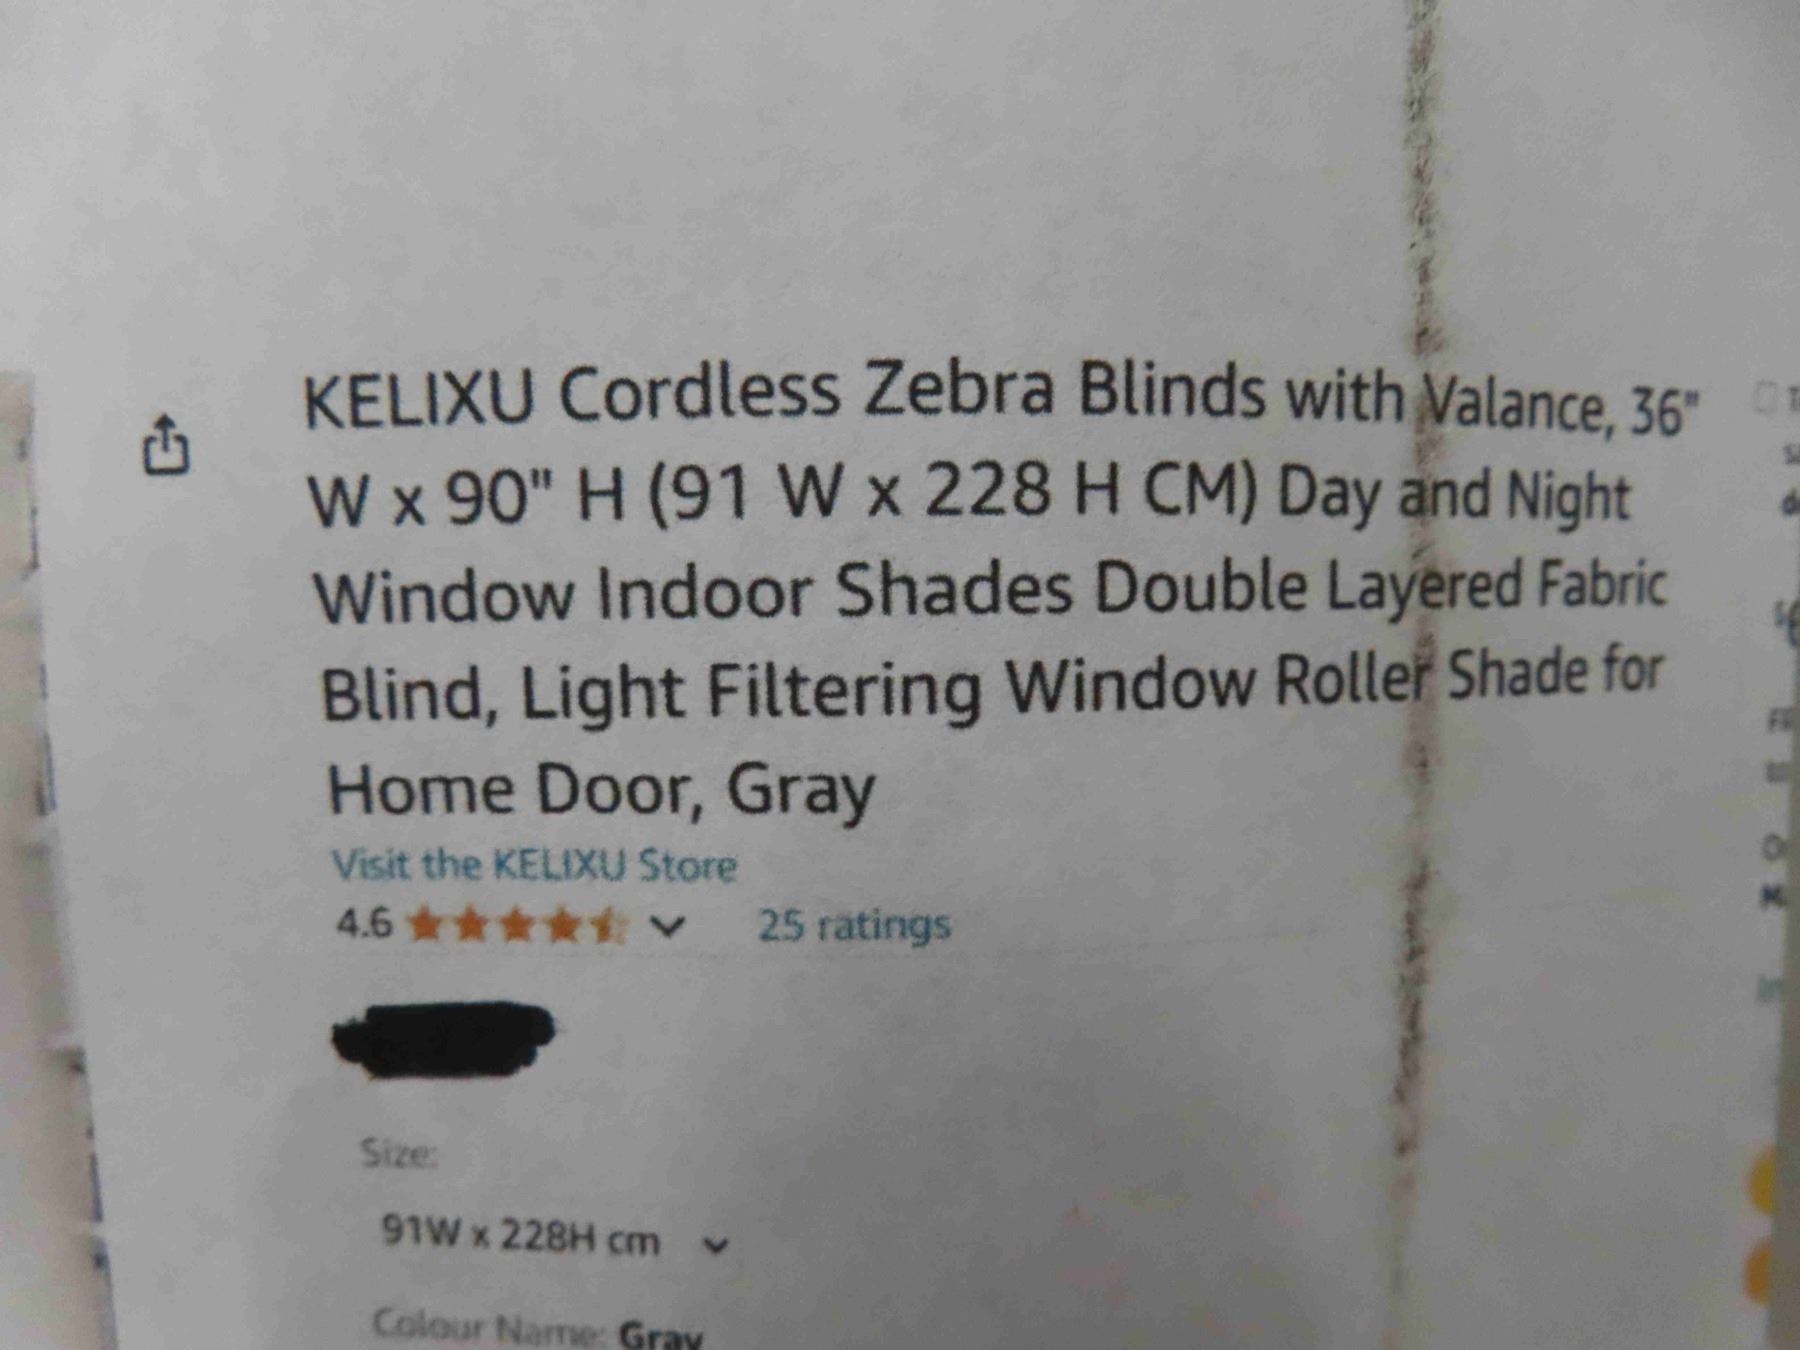 KELIXU Cordless Zebra Blinds with Valance, 36"
W x 90" H (91 W x 228 H CM) Day and Night
Window Indoor Shades Double Layered Fabric
Blind, Light Filtering Window Roller Shade for
Home Door, Gray
Visit the KELIXU Store
4.6 25 ratings
Size:
91W x 228H cm
Colour Name: Gray